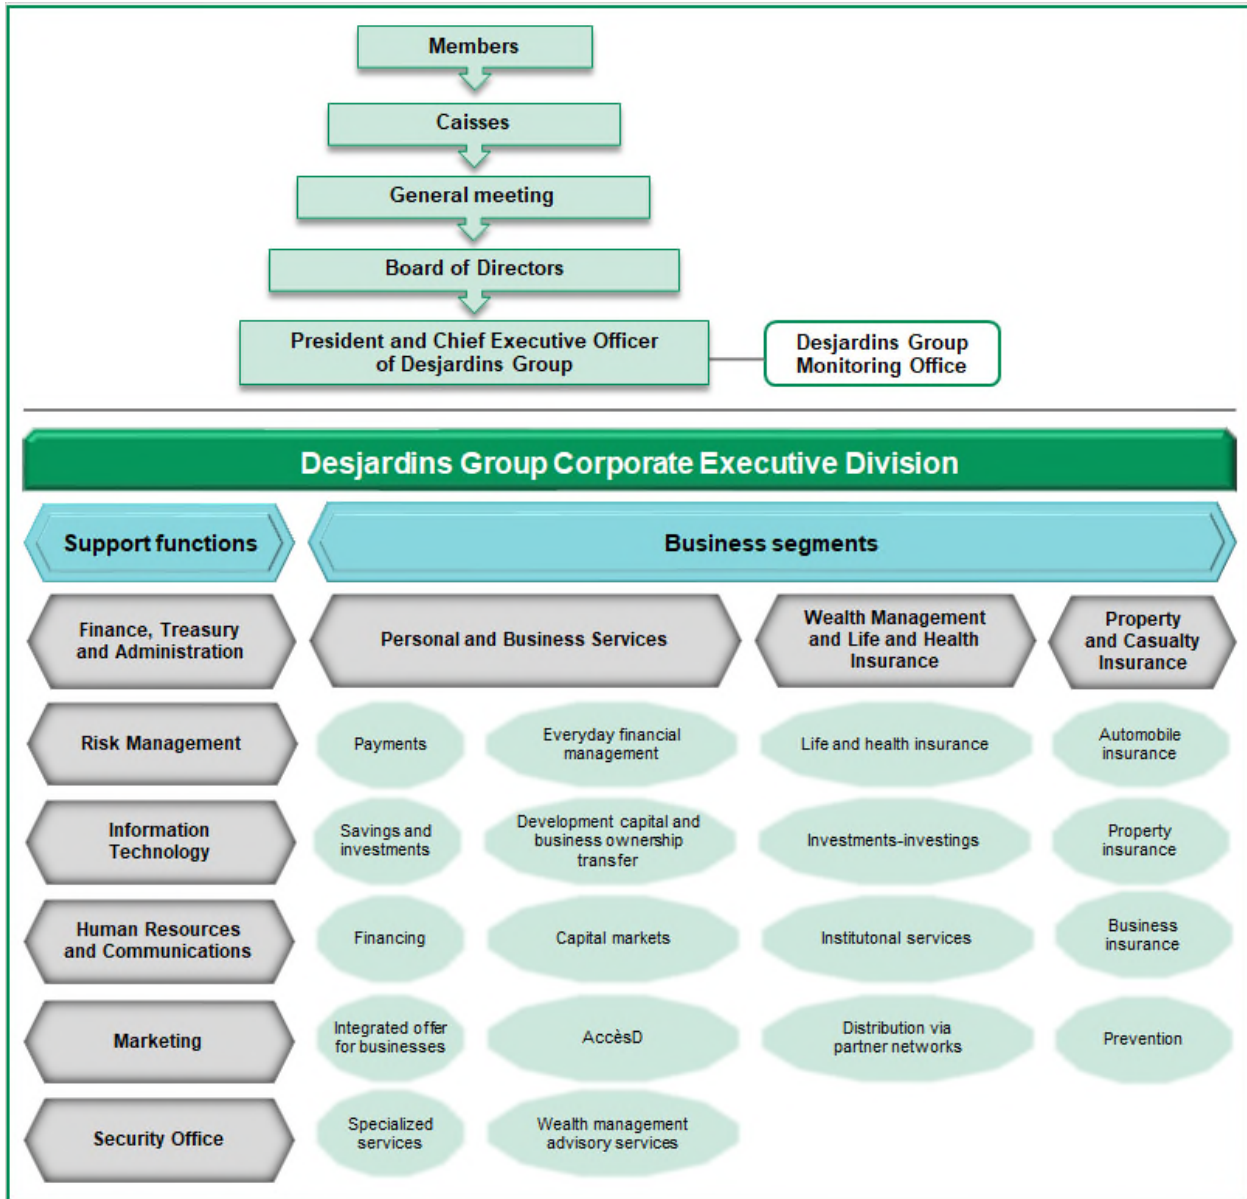 Members
Caisses
General meeting
Board of Directors
President and Chief Executive Officer
of Desjardins Group
Desjardins Group
Monitoring Office
Desjardins Group Corporate Executive Division
Support functions
Business segments
Finance, Treasury
and Administration
Personal and Business Services
Wealth Management
and Life and Health
Insurance
Property
and Casualty
Insurance
Risk Management
Payments
Everyday financial
management
Life and health insurance
Automobile
insurance
Information
Technology
Savings and
investments
Development capital and
business ownership
transfer
Investments-investings
Property
insurance
Human Resources
and Communications
Financing
Capital markets
Institutonal services
Business
insurance
Marketing
Integrated offer
for businesses
AccèsD
Distribution via
partner networks
Prevention
Security Office
Specialized
services
Wealth management
advisory services